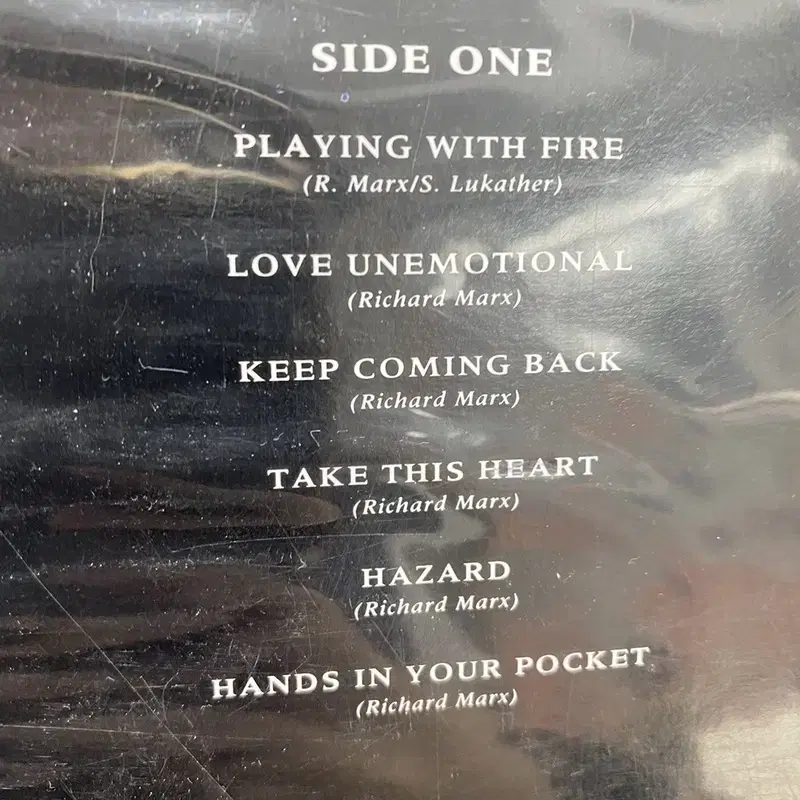 SIDE ONE
PLAYING WITH FIRE
(R. Marx/S. Lukather)
LOVE UNEMOTIONAL
(Richard Marx)
KEEP COMING BACK
(Richard Marx)
TAKE THIS HEART
(Richard Marx)
HAZARD
(Richard Marx)
HANDS IN YOUR POCKET
(Richard Marx)